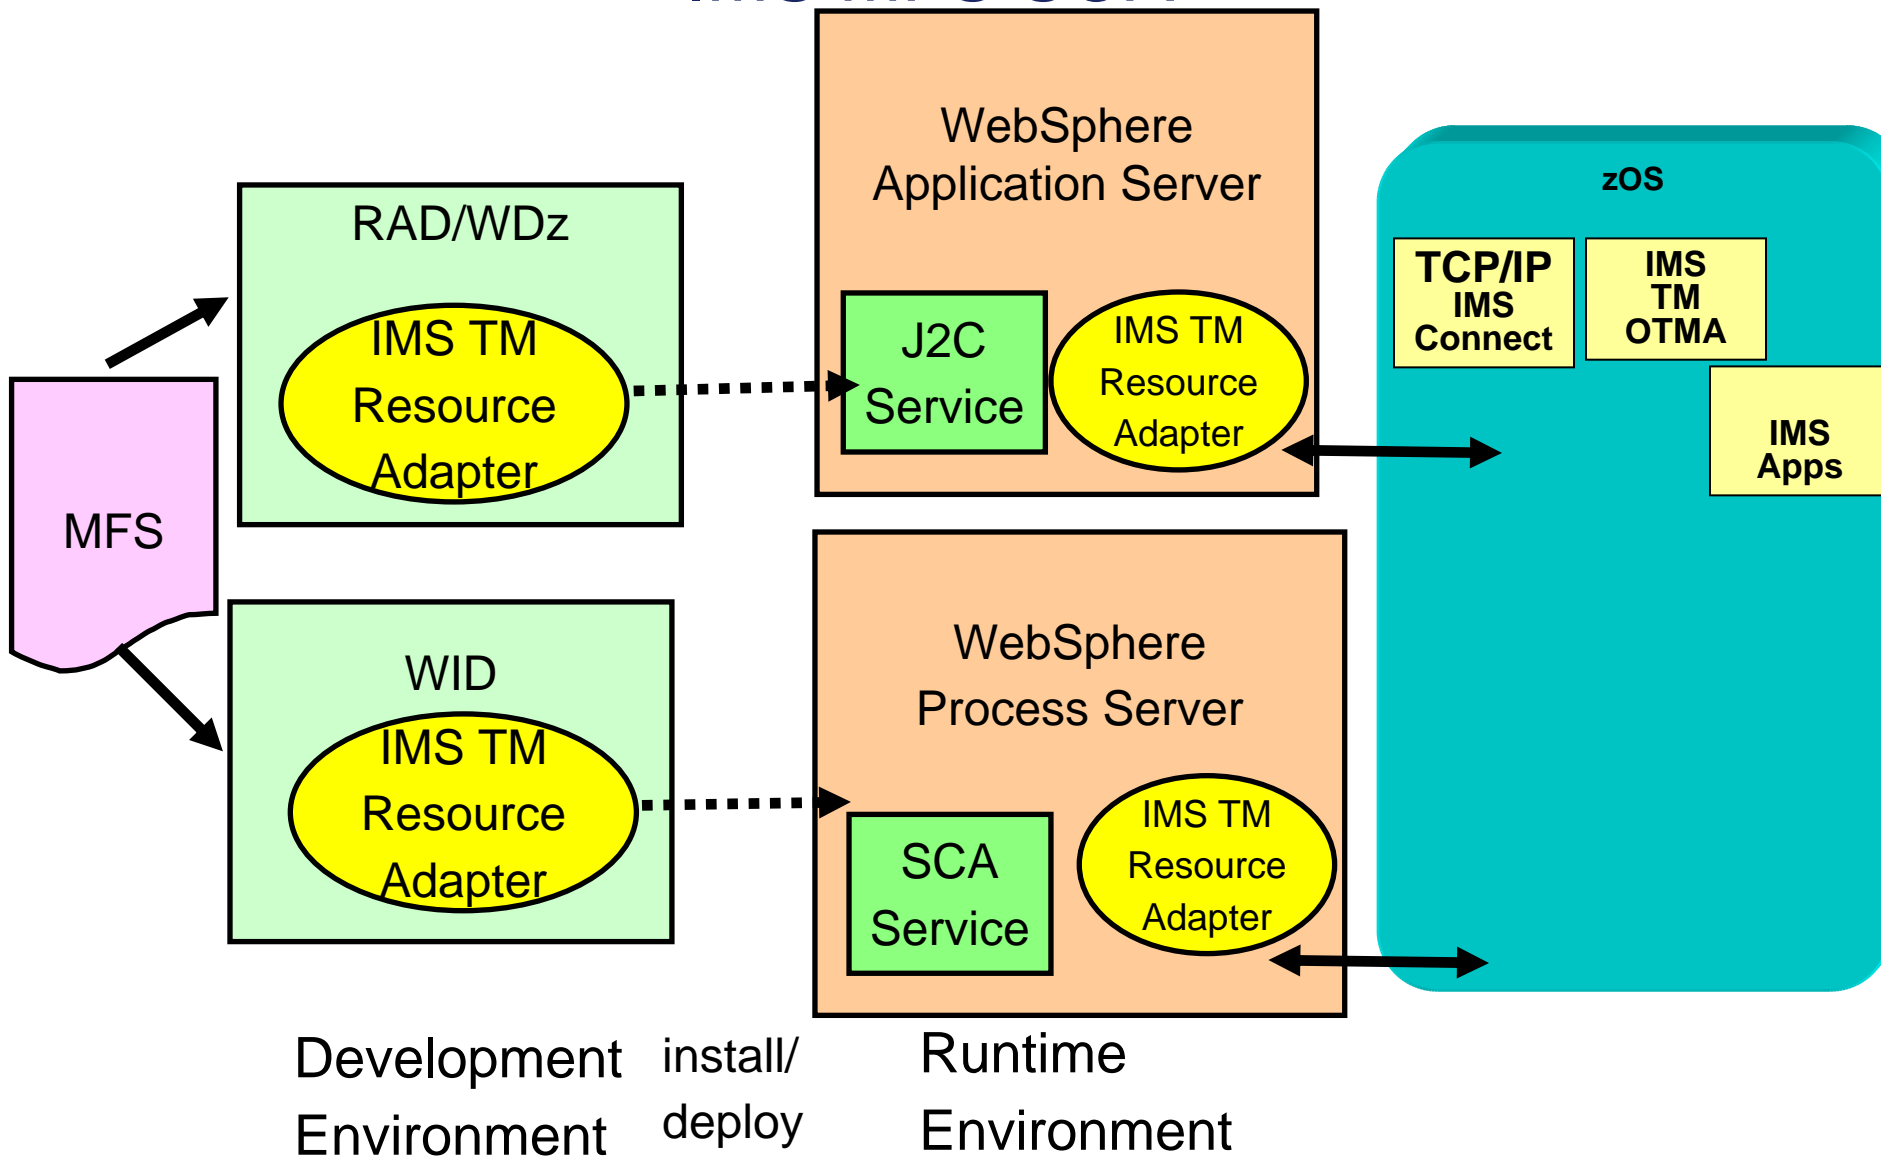 MFS
RAD/WDz
IMS TM
Resource
Adapter
WID
IMS TM
Resource
Adapter
WebSphere
Application Server
J2C
Service
IMS TM
Resource
Adapter
WebSphere
Process Server
SCA
Service
IMS TM
Resource
Adapter
zOS
TCP/IP
IMS
Connect
IMS
TM
OTMA
IMS
Apps
Development
Environment
install/
deploy
Runtime
Environment